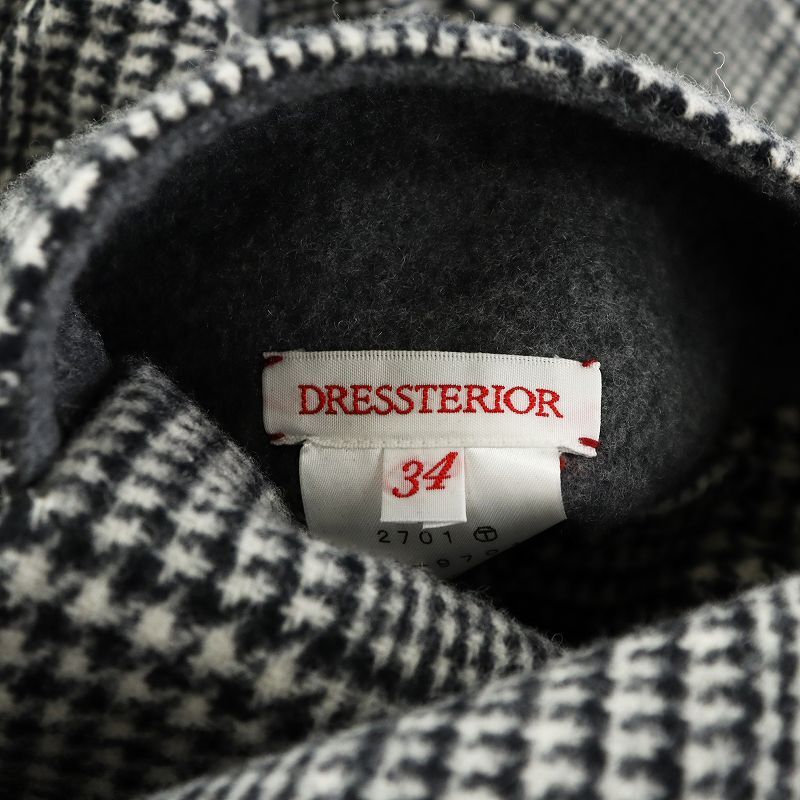 DRESSTERIOR
34
2701 Ⓣ